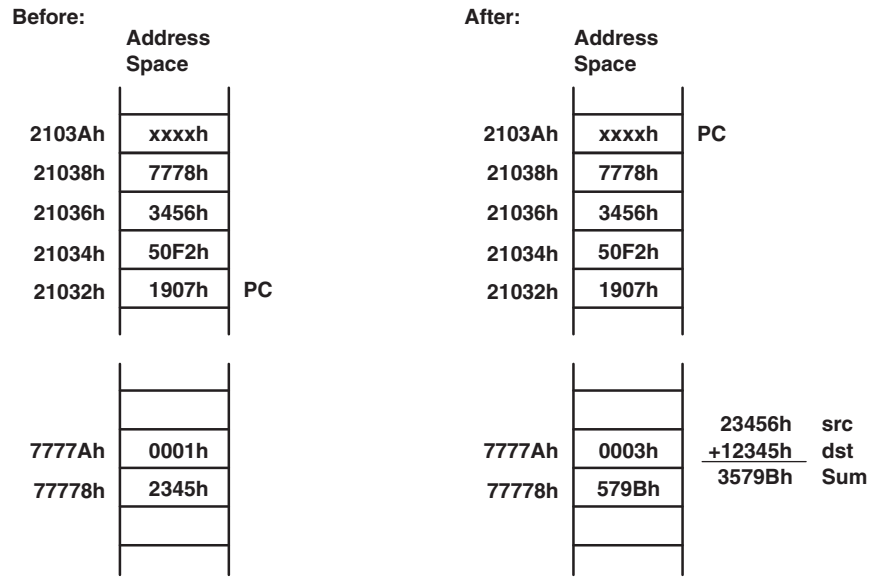 Before:
Address
Space
2103Ah xxxxh
21038h 7778h
21036h 3456h
21034h 50F2h
21032h 1907h PC
7777Ah 0001h
77778h 2345h
After:
Address
Space
2103Ah xxxxh PC
21038h 7778h
21036h 3456h
21034h 50F2h
21032h 1907h
7777Ah 0003h
77778h 579Bh
23456h src
+12345h dst
3579Bh Sum